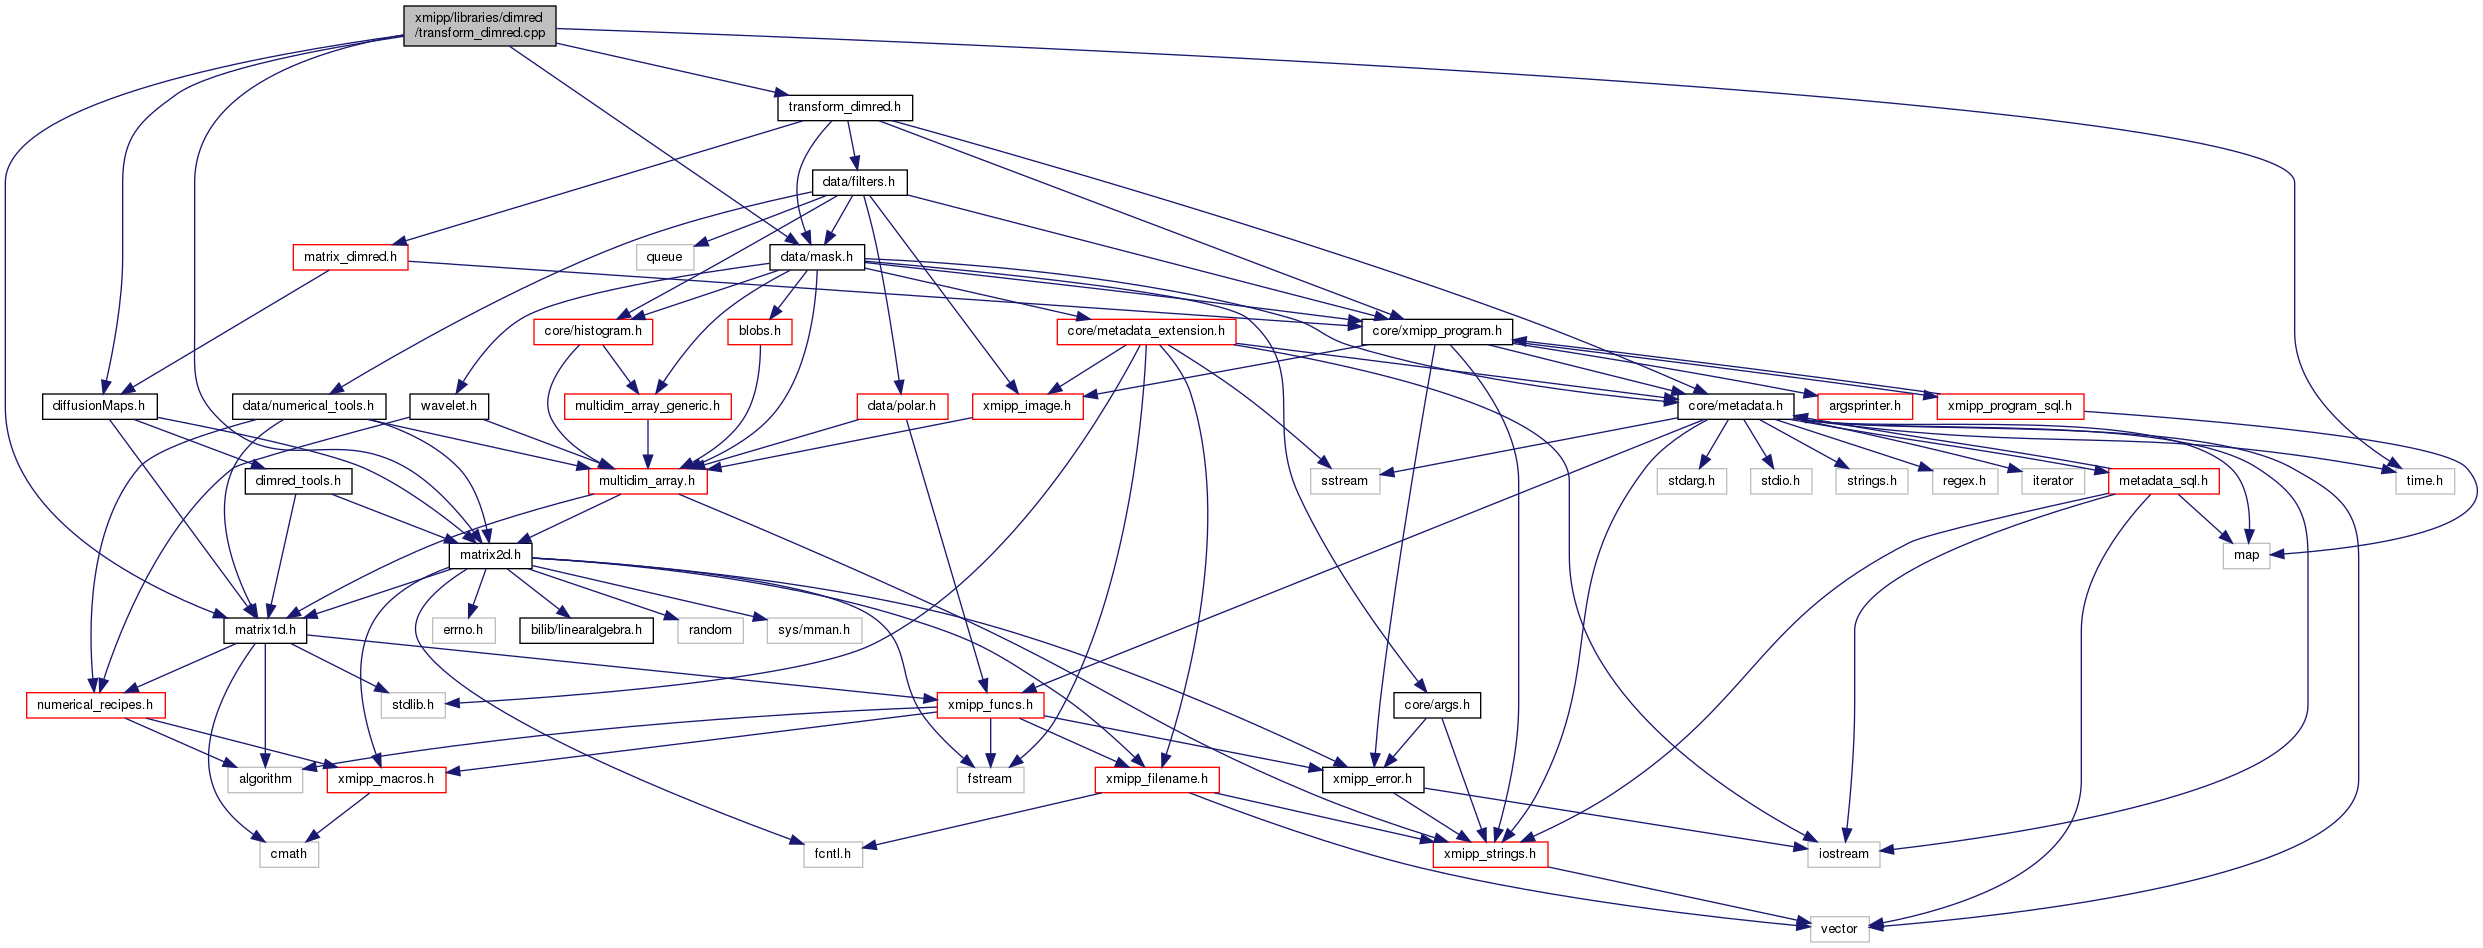 xmipp/libraries/dimred
/transform_dimred.cpp
transform_dimred.h
data/filters.h
matrix_dimred.h
queue
data/mask.h
core/histogram.h
blobs.h
core/metadata_extension.h
core/xmipp_program.h
diffusionMaps.h
data/numerical_tools.h
wavelet.h
multidim_array_generic.h
data/polar.h
xmipp_image.h
core/metadata.h
argsprinter.h
xmipp_program_sql.h
dimred_tools.h
multidim_array.h
sstream
stdarg.h
stdio.h
strings.h
regex.h
iterator
metadata_sql.h
time.h
matrix2d.h
map
matrix1d.h
errno.h
bilib/linearalgebra.h
random
sys/mman.h
numerical_recipes.h
stdlib.h
xmipp_funcs.h
core/args.h
algorithm
xmipp_macros.h
fstream
xmipp_filename.h
xmipp_error.h
cmath
fcntl.h
xmipp_strings.h
iostream
vector